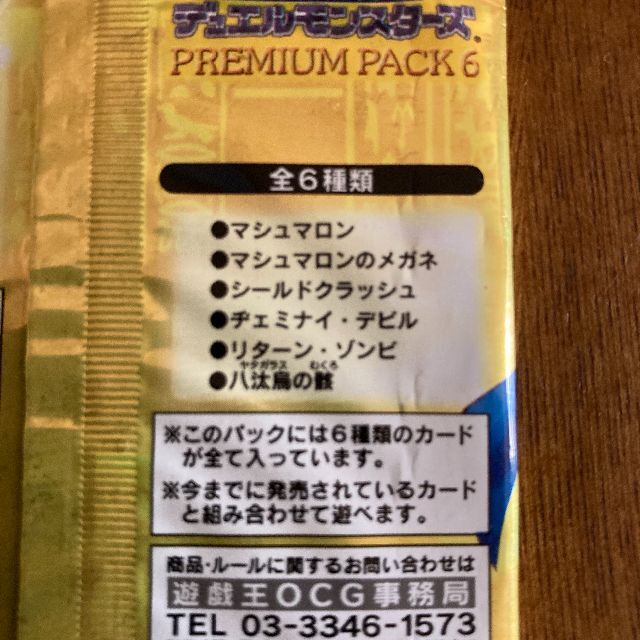 デュエルモンスターズ
PREMIUM PACK 6
全6種類
●マシュマロン
●マシュマロンのメガネ
●シールドクラッシュ
●ヂェミナイ・デビル
●リターン・ゾンビ
ヤタガラス むくろ
●八汰烏の骸
※このパックには6種類のカード
が全て入っています。
※今までに発売されているカード
と組み合わせて遊べます。
商品・ルールに関するお問い合わせは
遊戯王OCG事務局
TEL 03-3346-1573